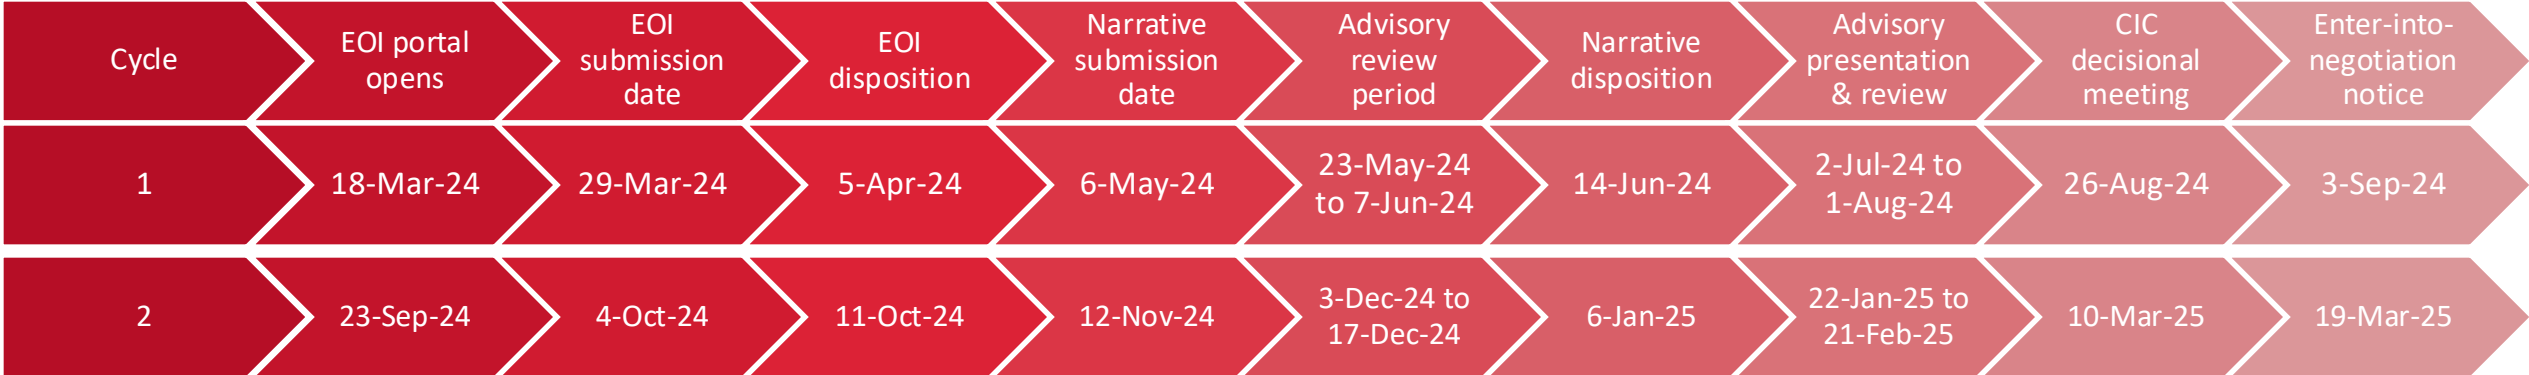 Cycle
EOI portal
opens
EOI
submission
date
EOI
disposition
Narrative
submission
date
Advisory
review
period
Narrative
disposition
Advisory
presentation
& review
CIC
decisional
meeting
Enter-into-
negotiation
notice
1
18-Mar-24
29-Mar-24
5-Apr-24
6-May-24
23-May-24
to 7-Jun-24
14-Jun-24
2-Jul-24 to
1-Aug-24
26-Aug-24
3-Sep-24
2
23-Sep-24
4-Oct-24
11-Oct-24
12-Nov-24
3-Dec-24 to
17-Dec-24
6-Jan-25
22-Jan-25 to
21-Feb-25
10-Mar-25
19-Mar-25